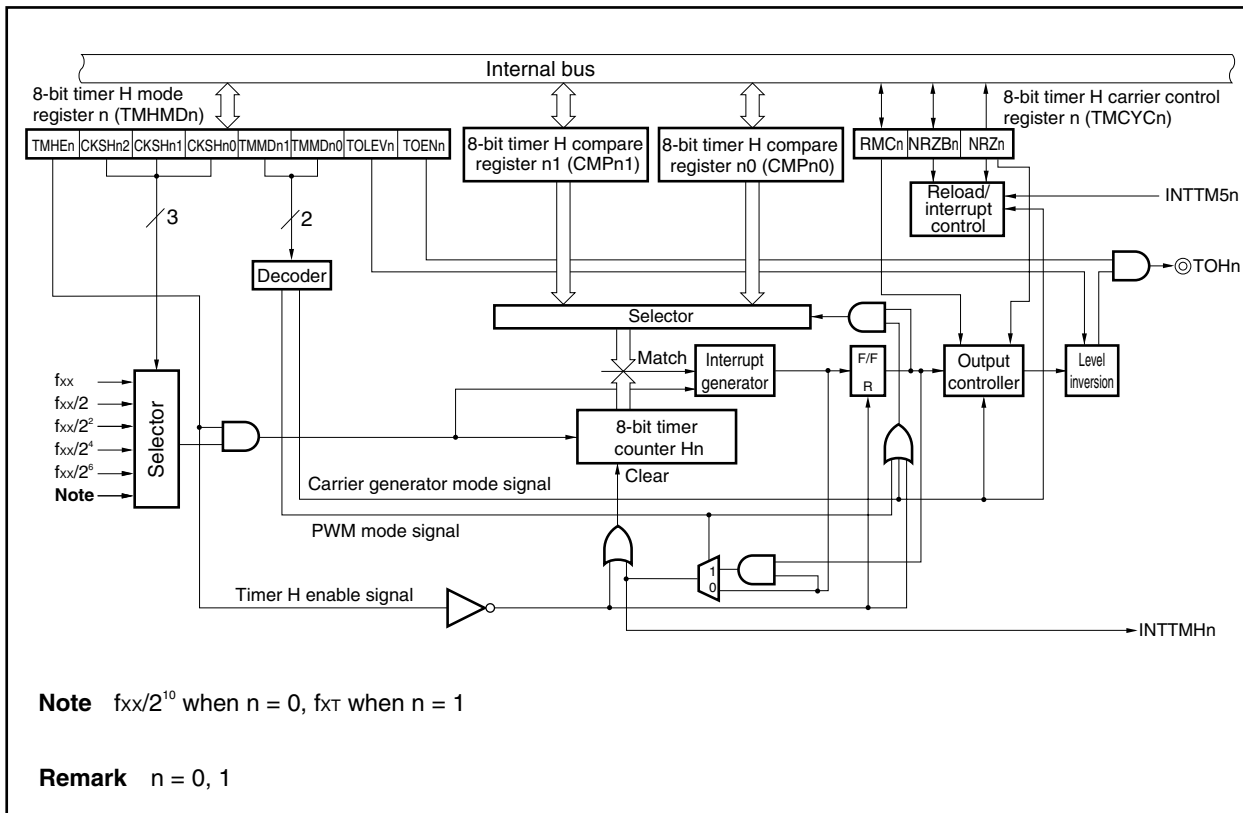 Internal bus
8-bit timer H mode
register n (TMHMDn)
8-bit timer H carrier control
register n (TMCYCn)
TMHEn CKSHn2 CKSHn1 CKSHn0 TMMDn1 TMMDn0 TOLEVn TOENn
8-bit timer H compare
register n1 (CMPn1)
8-bit timer H compare
register n0 (CMPn0)
RMCn NRZBn NRZn
Reload/
interrupt
control
INTTM5n
3
2
Decoder
TOHn
Selector
Match
Interrupt
generator
F/F
R
Output
controller
Level
inversion
fxx
fxx/2
fxx/2²
fxx/2⁴
fxx/2⁶
Note
Selector
8-bit timer
counter Hn
Clear
Carrier generator mode signal
PWM mode signal
1
0
Timer H enable signal
INTTMHn
Note fxx/2¹⁰ when n = 0, fXT when n = 1
Remark n = 0, 1